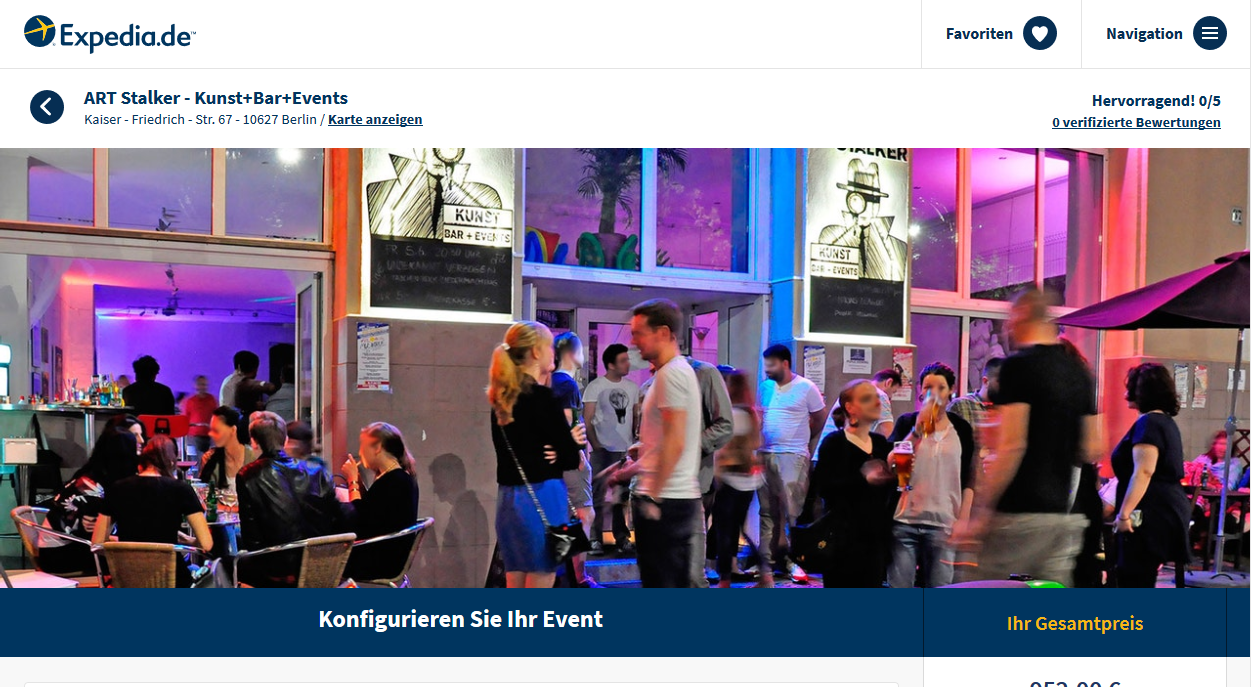 Expedia.de
Favoriten
Navigation
ART Stalker - Kunst+Bar+Events
Kaiser - Friedrich - Str. 67 - 10627 Berlin / Karte anzeigen
Hervorragend! 0/5
0 verifizierte Bewertungen
STALKER
KUNST
BAR + EVENTS
KUNST
BAR + EVENTS
Konfigurieren Sie Ihr Event
Ihr Gesamtpreis